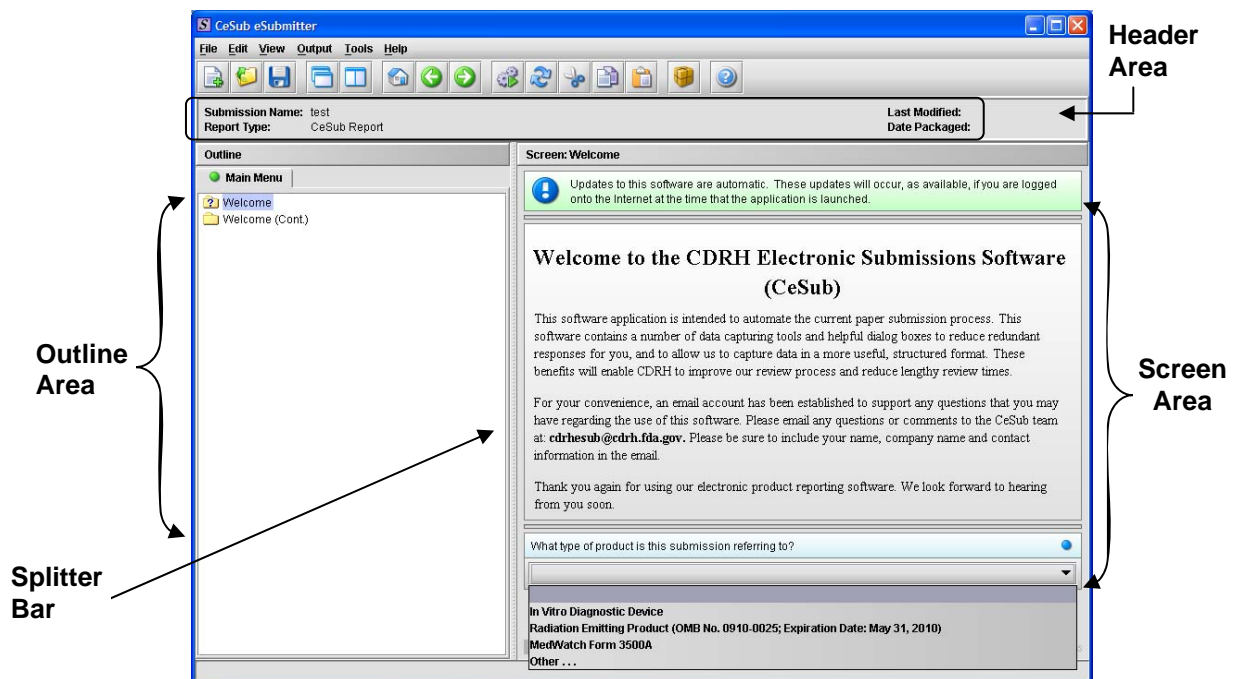 CeSub eSubmitter
File Edit View Output Tools Help
Header
Area
Submission Name: test
Last Modified:
Report Type: CeSub Report
Date Packaged:
Outline
Screen: Welcome
Main Menu
Welcome
Welcome (Cont.)
Updates to this software are automatic. These updates will occur, as available, if you are logged
onto the Internet at the time that the application is launched.
Welcome to the CDRH Electronic Submissions Software
(CeSub)
This software application is intended to automate the current paper submission process. This
software contains a number of data capturing tools and helpful dialog boxes to reduce redundant
responses for you, and to allow us to capture data in a more useful, structured format. These
benefits will enable CDRH to improve our review process and reduce lengthy review times.
For your convenience, an email account has been established to support any questions that you may
have regarding the use of this software. Please email any questions or comments to the CeSub team
at: cdrhesub@cdrh.fda.gov. Please be sure to include your name, company name and contact
information in the email.
Thank you again for using our electronic product reporting software. We look forward to hearing
from you soon.
What type of product is this submission referring to?
In Vitro Diagnostic Device
Radiation Emitting Product (OMB No. 0910-0025; Expiration Date: May 31, 2010)
MedWatch Form 3500A
Other . . .
Outline
Area
Screen
Area
Splitter
Bar